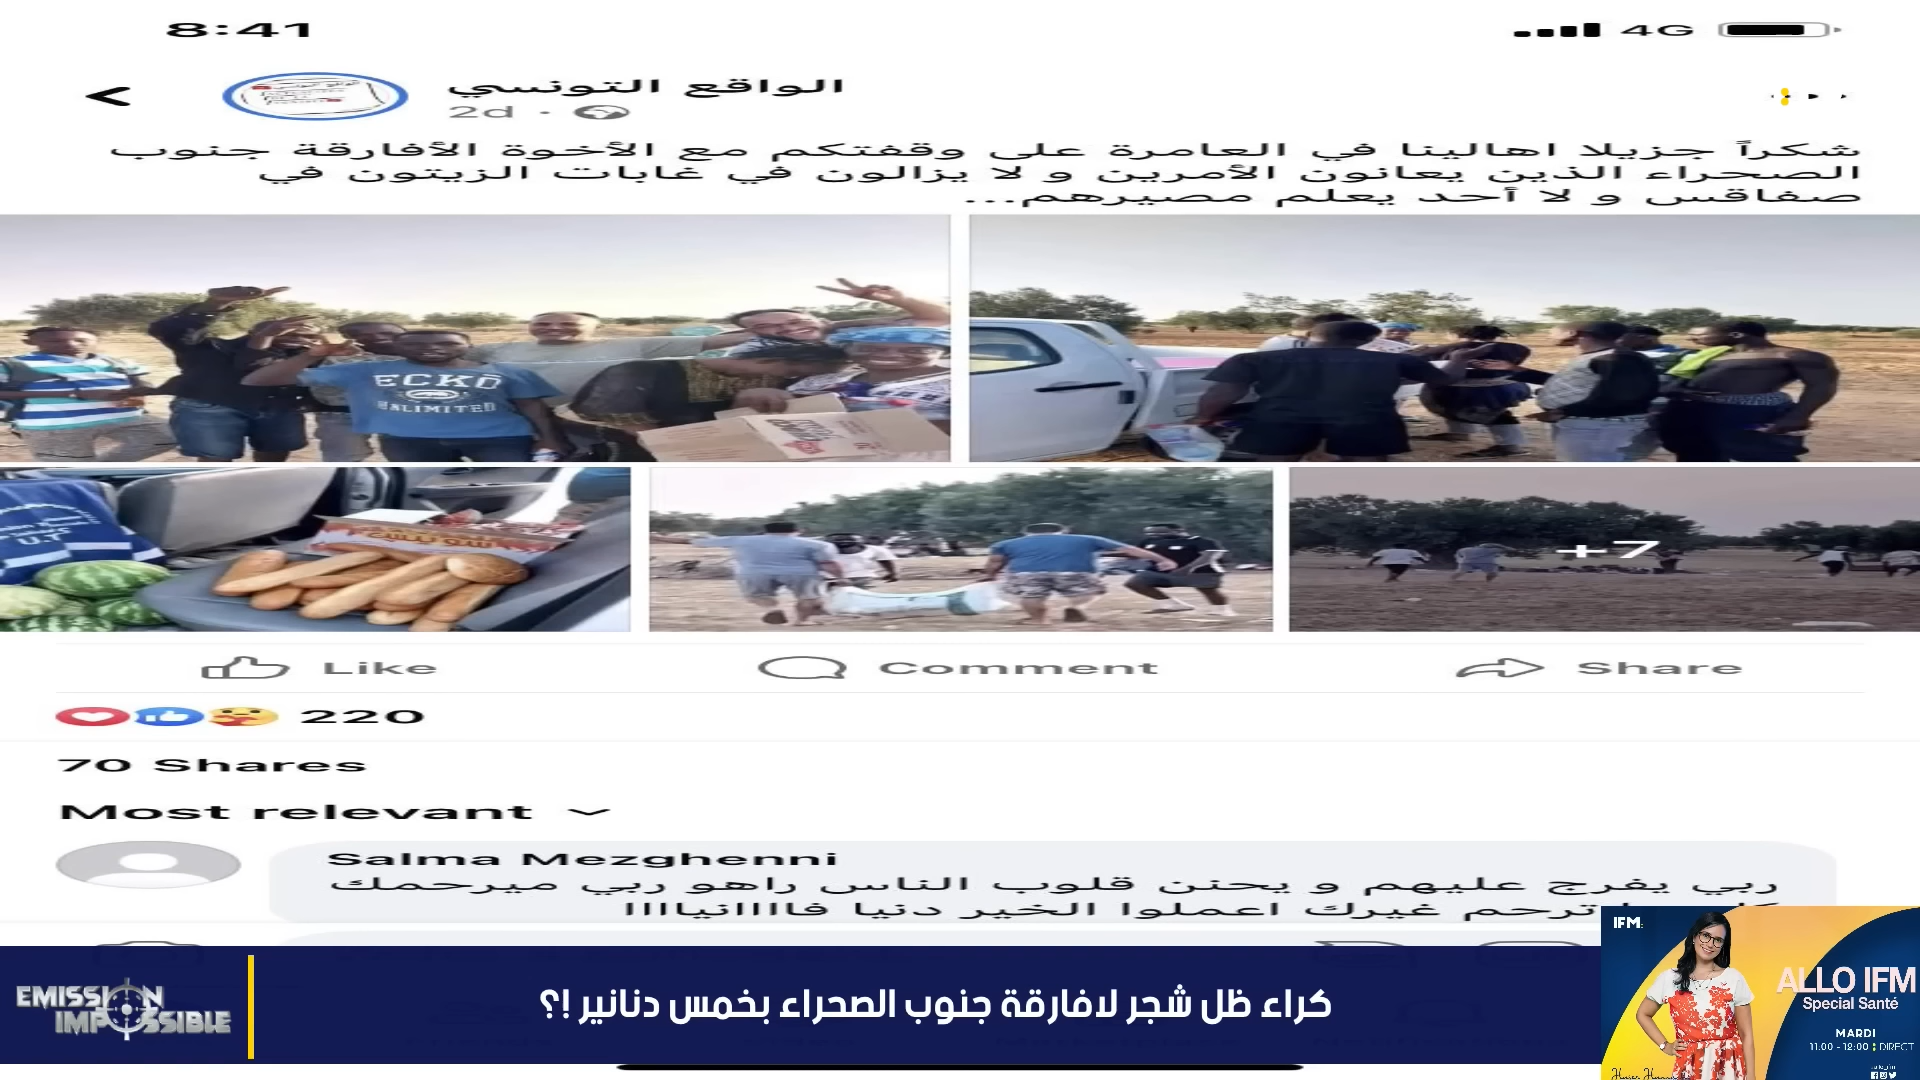 8:41
4G
الواقع التونسي
2d
شكراً جزيلا اهالينا في العامرة على وقفتكم مع الأخوة الأفارقة جنوب
الصحراء الذين يعانون الأمرين و لا يزالون في غابات الزيتون في
صفاقس و لا أحد يعلم مصيرهم...
ECKO
UNLIMITED
U.T
+7
Like
Comment
Share
220
70 Shares
Most relevant
Salma Mezghenni
ربي يفرج عليهم و يحنن قلوب الناس راهو ربي ميرحمك
ترحم غيرك اعملوا الخير دنيا فااااانيااااا
EMISSION
IMPOSSIBLE
كراء ظل شجر لافارقة جنوب الصحراء بخمس دنانير !؟
IFM
ALLO IFM
Special Santé
MARDI
11:00 - 12:00 : DIRECT